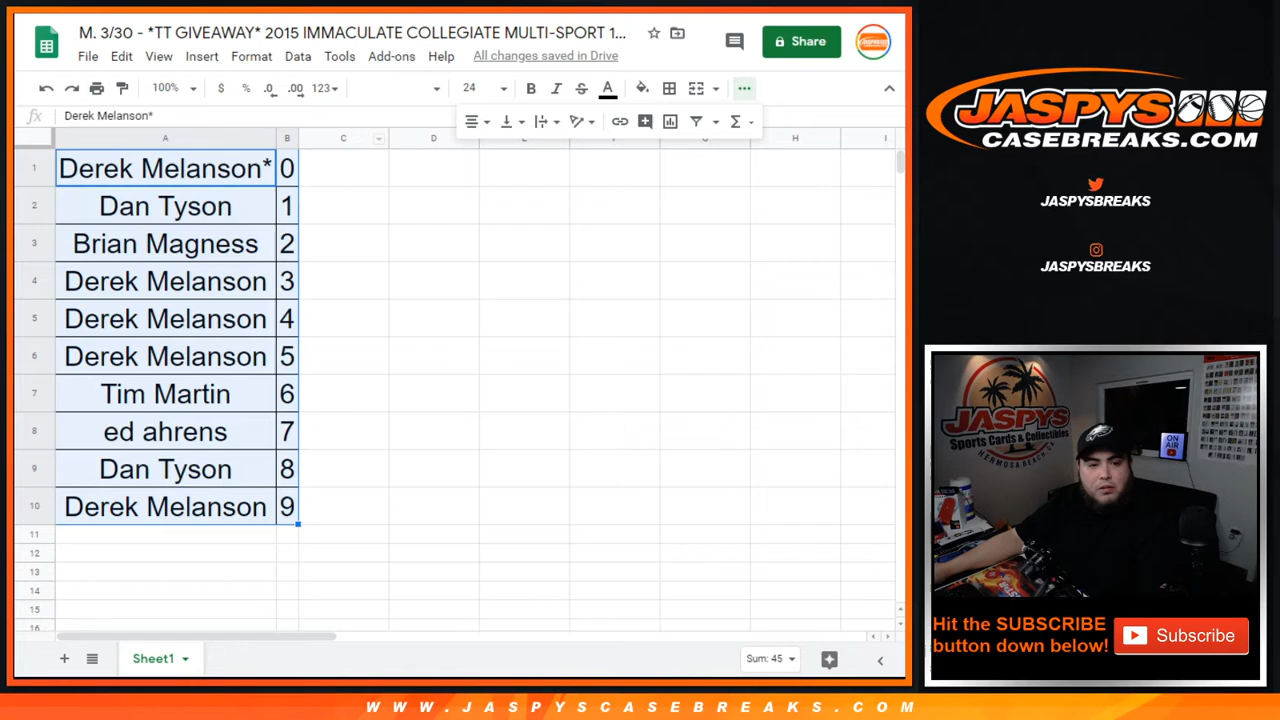 M. 3/30 - *TT GIVEAWAY* 2015 IMMACULATE COLLEGIATE MULTI-SPORT 1...
File Edit View Insert Format Data Tools Add-ons Help All changes saved in Drive
Share
100% $ % .0 .00 123 24 B I S A
fx Derek Melanson*
A B C D H I
1 Derek Melanson* 0
2 Dan Tyson 1
3 Brian Magness 2
4 Derek Melanson 3
5 Derek Melanson 4
6 Derek Melanson 5
7 Tim Martin 6
8 ed ahrens 7
9 Dan Tyson 8
10 Derek Melanson 9
11
12
13
14
15
16
Sheet1
Sum: 45
JASPYS
CASEBREAKS.COM
JASPYSBREAKS
JASPYSBREAKS
JASPYS
Sports Cards & Collectibles
HERMOSA BEACH, CA
ON AIR
Hit the SUBSCRIBE
button down below!
Subscribe
WWW.JASPYSCASEBREAKS.COM